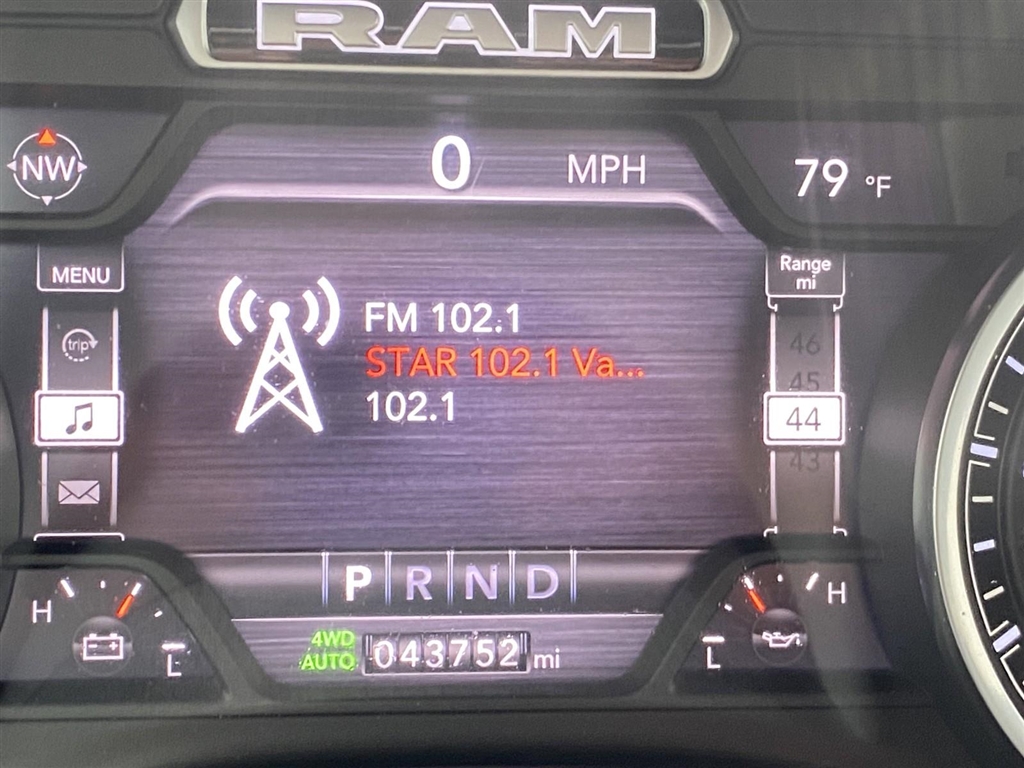 RAM
NW
0 MPH
79 °F
MENU
trip
Range
mi
46
45
44
43
FM 102.1
STAR 102.1 Va...
102.1
P R N D
H
L
4WD
AUTO
043752 mi
H
L